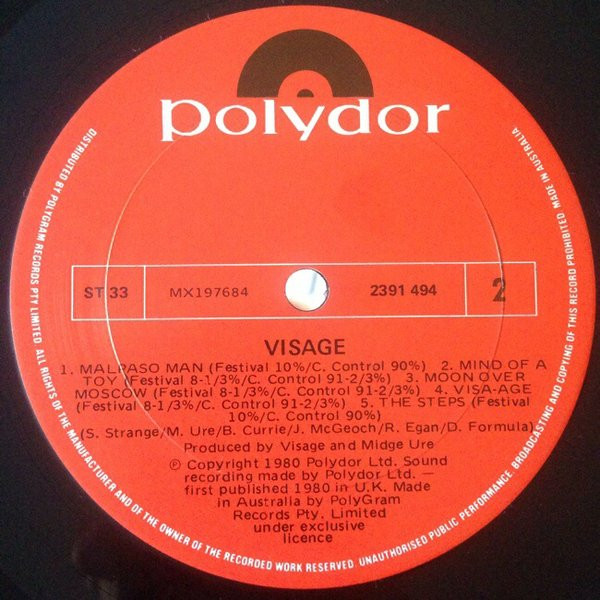 polydor
ST 33
MX197684
2391 494
2
VISAGE
1. MALPASO MAN (Festival 10%/C. Control 90%) 2. MIND OF A
TOY (Festival 8-1/3%/C. Control 91-2/3%) 3. MOON OVER
MOSCOW (Festival 8-1/3%/C. Control 91-2/3%) 4. VISA-AGE
(Festival 8-1/3%/C. Control 91-2/3%) 5. THE STEPS (Festival
10%/C. Control 90%)
(S. Strange/M. Ure/B. Currie/J. McGeoch/R. Egan/D. Formula)
Produced by Visage and Midge Ure
℗ Copyright 1980 Polydor Ltd. Sound
recording made by Polydor Ltd. —
first published 1980 in U.K. Made
in Australia by PolyGram
Records Pty. Limited
under exclusive
licence
DISTRIBUTED BY POLYGRAM RECORDS PTY LIMITED ALL RIGHTS OF THE MANUFACTURER AND OF THE OWNER OF THE RECORDED WORK RESERVED. UNAUTHORISED PUBLIC PERFORMANCE, BROADCASTING AND COPYING OF THIS RECORD PROHIBITED MADE IN AUSTRALIA